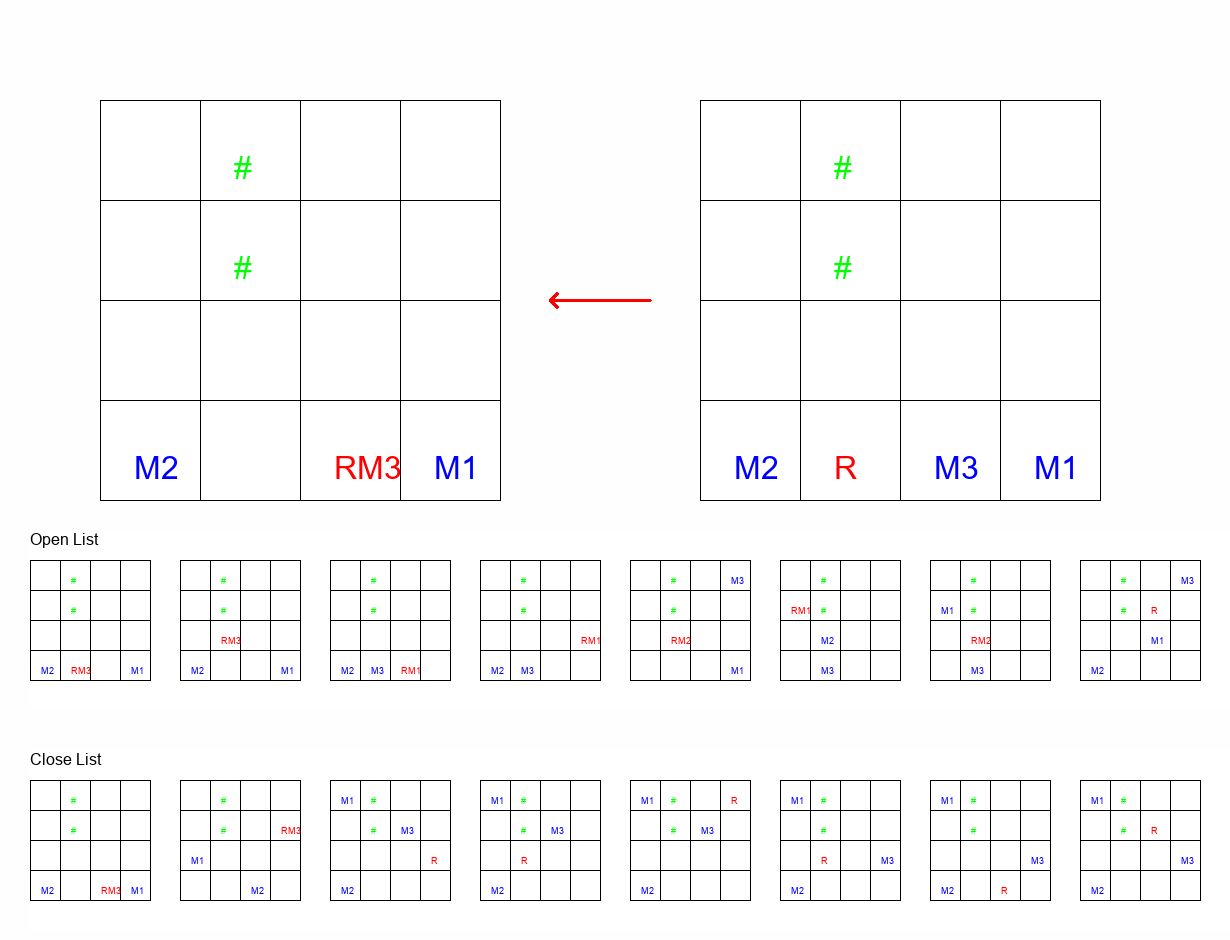 # #
# #
M2 RM3 M1 M2 R M3 M1
Open List
# # # # # M3 # # # M3
# # # # # RM1 # M1 # # R
RM3 RM1 RM2 M2 RM2 M1
M2 RM3 M1 M2 M1 M2 M3 RM1 M2 M3 M1 M3 M3 M2
Close List
# # M1 # M1 # M1 # R M1 # M1 # M1 #
# # RM3 # M3 # M3 # M3 # # # R
M1 R R R M3 M3 M3
M2 RM3 M1 M2 M2 M2 M2 M2 M2 R M2